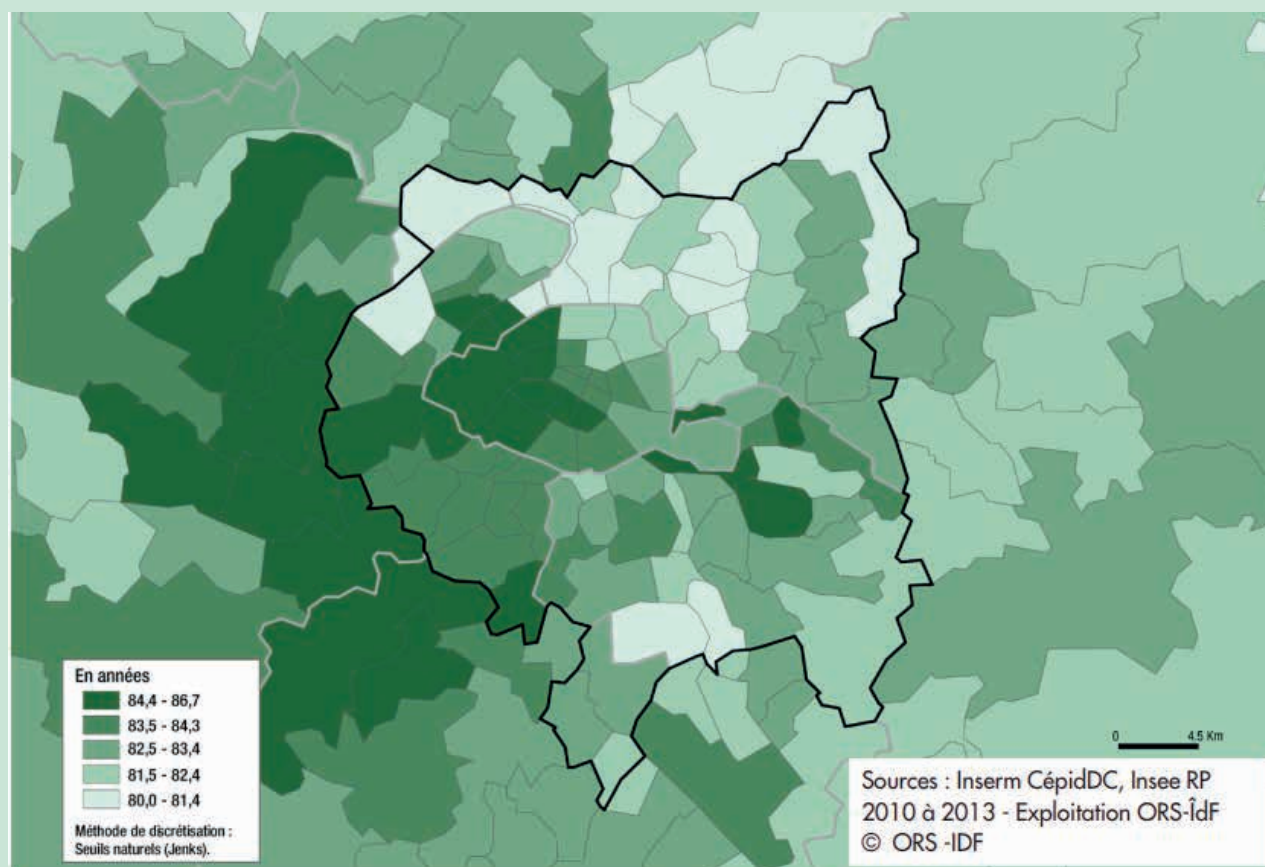 En années
84,4 - 86,7
83,5 - 84,3
82,5 - 83,4
81,5 - 82,4
80,0 - 81,4
Méthode de discrétisation :
Seuils naturels (Jenks).
0 4.5 Km
Sources : Inserm CépidDC, Insee RP
2010 à 2013 - Exploitation ORS-ÎdF
© ORS -IDF